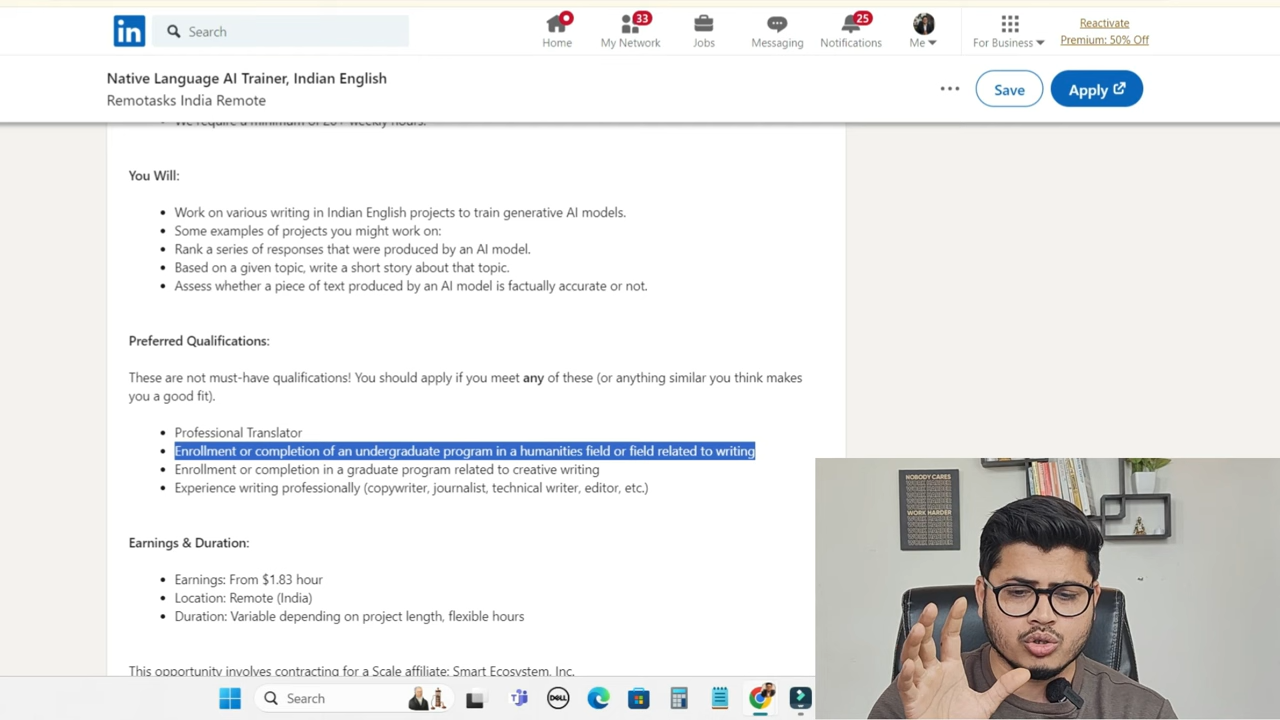 in
Search
33
25
Home
My Network
Jobs
Messaging
Notifications
Me
For Business
Reactivate
Premium: 50% Off
Native Language AI Trainer, Indian English
Remotasks India Remote
Save
Apply
We require a minimum of 20+ weekly hours.
You Will:
Work on various writing in Indian English projects to train generative AI models.
Some examples of projects you might work on:
Rank a series of responses that were produced by an AI model.
Based on a given topic, write a short story about that topic.
Assess whether a piece of text produced by an AI model is factually accurate or not.
Preferred Qualifications:
These are not must-have qualifications! You should apply if you meet any of these (or anything similar you think makes
you a good fit).
Professional Translator
Enrollment or completion of an undergraduate program in a humanities field or field related to writing
Enrollment or completion in a graduate program related to creative writing
Experience writing professionally (copywriter, journalist, technical writer, editor, etc.)
Earnings & Duration:
Earnings: From $1.83 hour
Location: Remote (India)
Duration: Variable depending on project length, flexible hours
This opportunity involves contracting for a Scale affiliate: Smart Ecosystem, Inc.
NOBODY CARES
WORK HARDER
Search
DELL